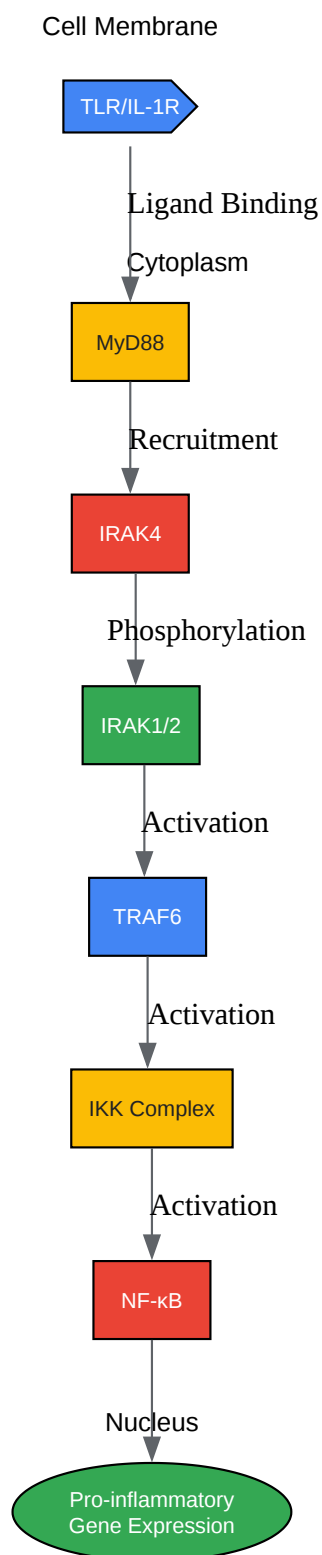 Cell Membrane
TLR/IL-1R
Ligand Binding
Cytoplasm
MyD88
Recruitment
IRAK4
Phosphorylation
IRAK1/2
Activation
TRAF6
Activation
IKK Complex
Activation
NF-κB
Nucleus
Pro-inflammatory
Gene Expression